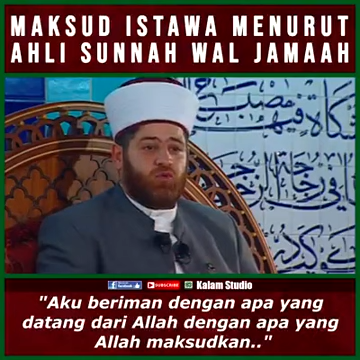 MAKSUD ISTAWA MENURUT
AHLI SUNNAH WAL JAMAAH
SUBSCRIBE Kalam Studio
"Aku beriman dengan apa yang
datang dari Allah dengan apa yang
Allah maksudkan.."